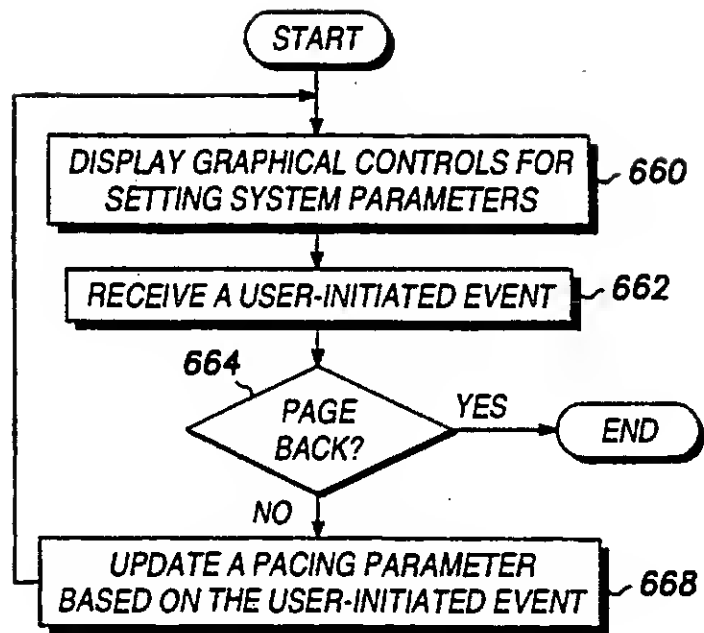 START
DISPLAY GRAPHICAL CONTROLS FOR
SETTING SYSTEM PARAMETERS
660
RECEIVE A USER-INITIATED EVENT
662
664
PAGE
BACK?
YES
END
NO
UPDATE A PACING PARAMETER
BASED ON THE USER-INITIATED EVENT
668